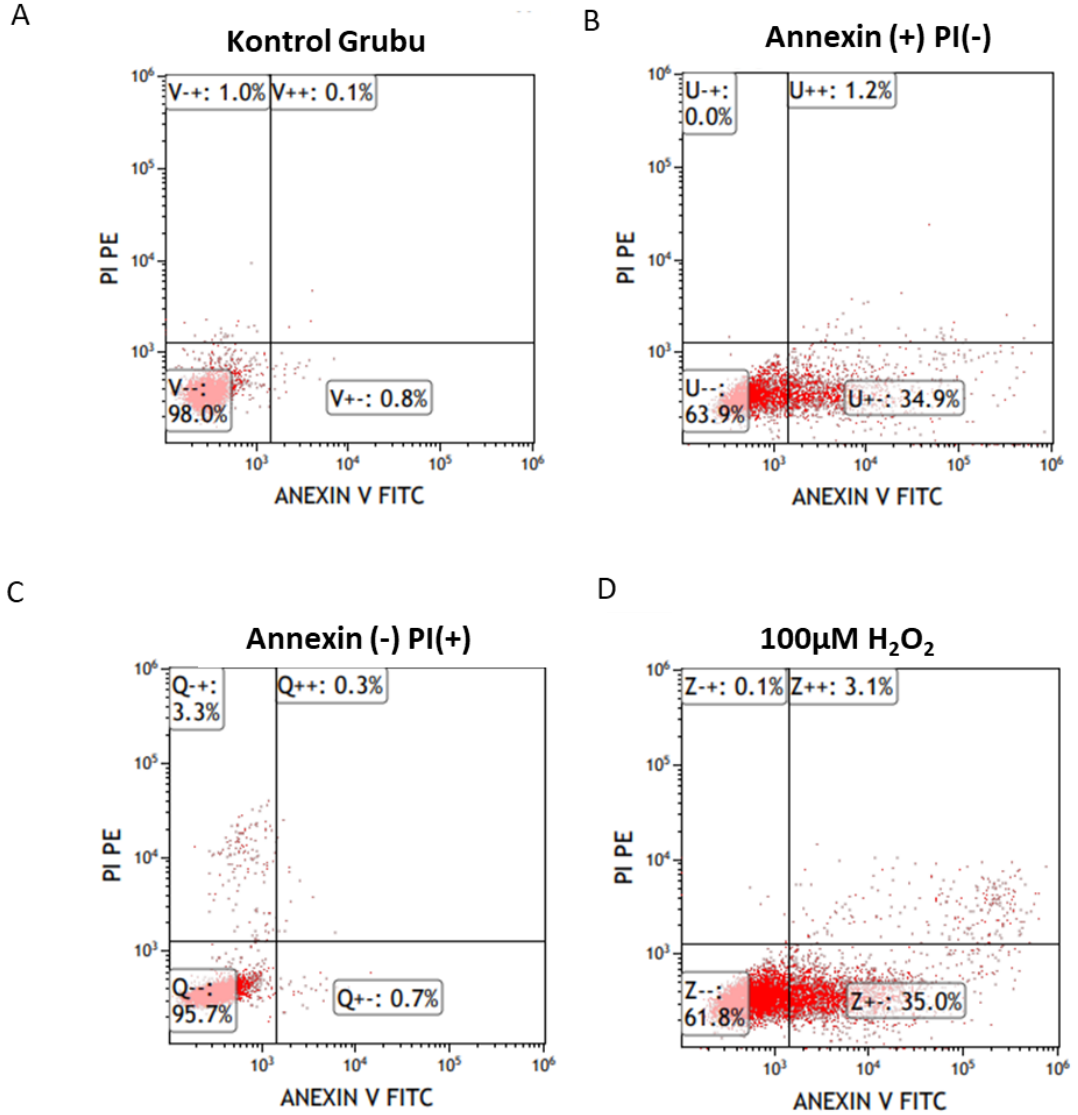 A
Kontrol Grubu
10⁶
V-+: 1.0%
V++: 0.1%
10⁵
PI PE
10⁴
10³
V--:
98.0%
V+-: 0.8%
10³ 10⁴ 10⁵ 10⁶
ANEXIN V FITC
B
Annexin (+) PI(-)
10⁶
U-+:
0.0%
U++: 1.2%
10⁵
PI PE
10⁴
10³
U--:
63.9%
U+-: 34.9%
10³ 10⁴ 10⁵ 10⁶
ANEXIN V FITC
C
Annexin (-) PI(+)
10⁶
Q-+:
3.3%
Q++: 0.3%
10⁵
PI PE
10⁴
10³
Q--:
95.7%
Q+-: 0.7%
10³ 10⁴ 10⁵ 10⁶
ANEXIN V FITC
D
100µM H₂O₂
10⁶
Z-+: 0.1%
Z++: 3.1%
10⁵
PI PE
10⁴
10³
Z--:
61.8%
Z+-: 35.0%
10³ 10⁴ 10⁵ 10⁶
ANEXIN V FITC